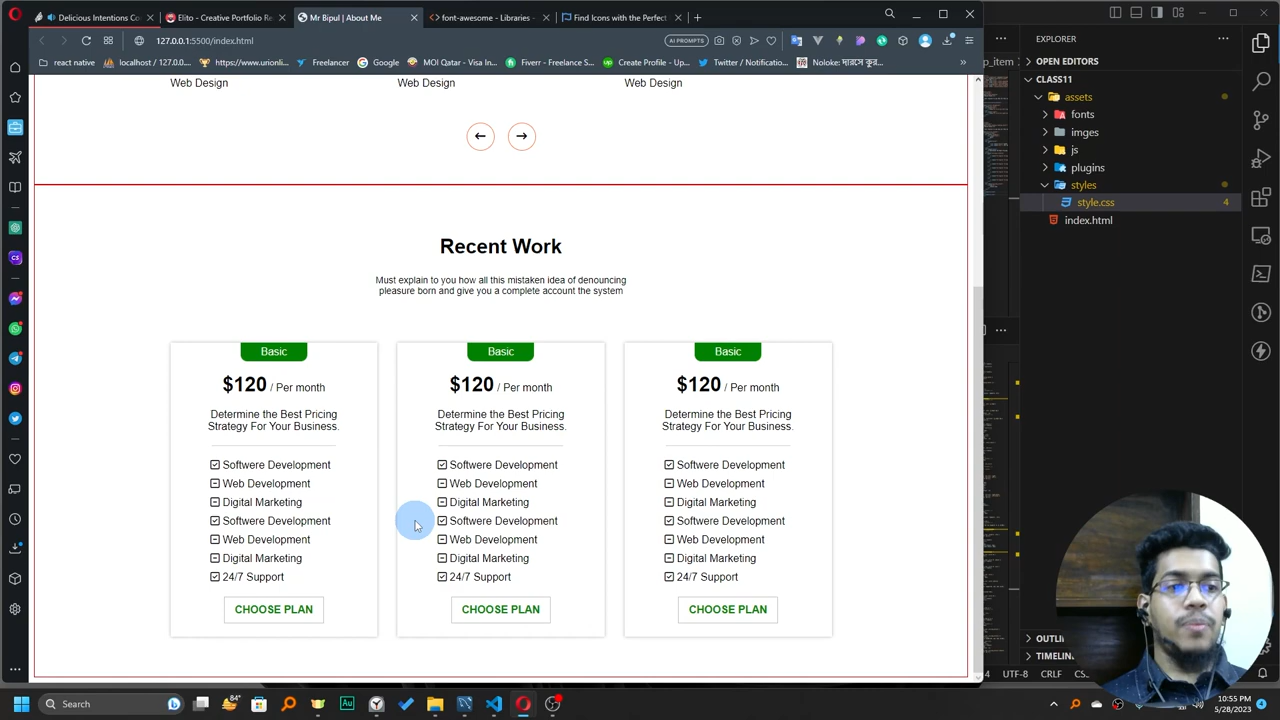 Delicious Intentions Co
Elito - Creative Portfolio Re
Mr Bipul | About Me
font-awesome - Libraries -
Find Icons with the Perfect
127.0.0.1:5500/index.html
AI PROMPTS
react native
localhost / 127.0.0....
https://www.urionli...
Freelancer
Google
MOI Qatar - Visa In...
Fiverr - Freelance S...
Create Profile - Up...
Twitter / Notificatio...
Web Design
Web Design
Web Design
Recent Work
Must explain to you how all this mistaken idea of denouncing
pleasure born and give you a complete account the system
Basic
$120 / Per month
Determine the Best Pricing
Strategy For Your Business.
Softwere Development
Web Development
Digital Marketing
Softwere Development
Web Development
Digital Marketing
24/7 Support
CHOOSE PLAN
Basic
$120 / Per month
Determine the Best Pricing
Strategy For Your Business.
Softwere Development
Web Development
Digital Marketing
Softwere Development
Web Development
Digital Marketing
24/7 Support
CHOOSE PLAN
Basic
$120 / Per month
Determine the Best Pricing
Strategy For Your Business.
Softwere Development
Web Development
Digital Marketing
Softwere Development
Web Development
Digital Marketing
24/7 Support
CHOOSE PLAN
EXPLORER
OPEN EDITORS
CLASS11
assets
fonts
imges
js
plugins
styles
style.css 4
index.html
p_item
OUTLI
TIMELIN
4 UTF-8 CRLF CS
Search
84°
10:55 PM
5/28/2023